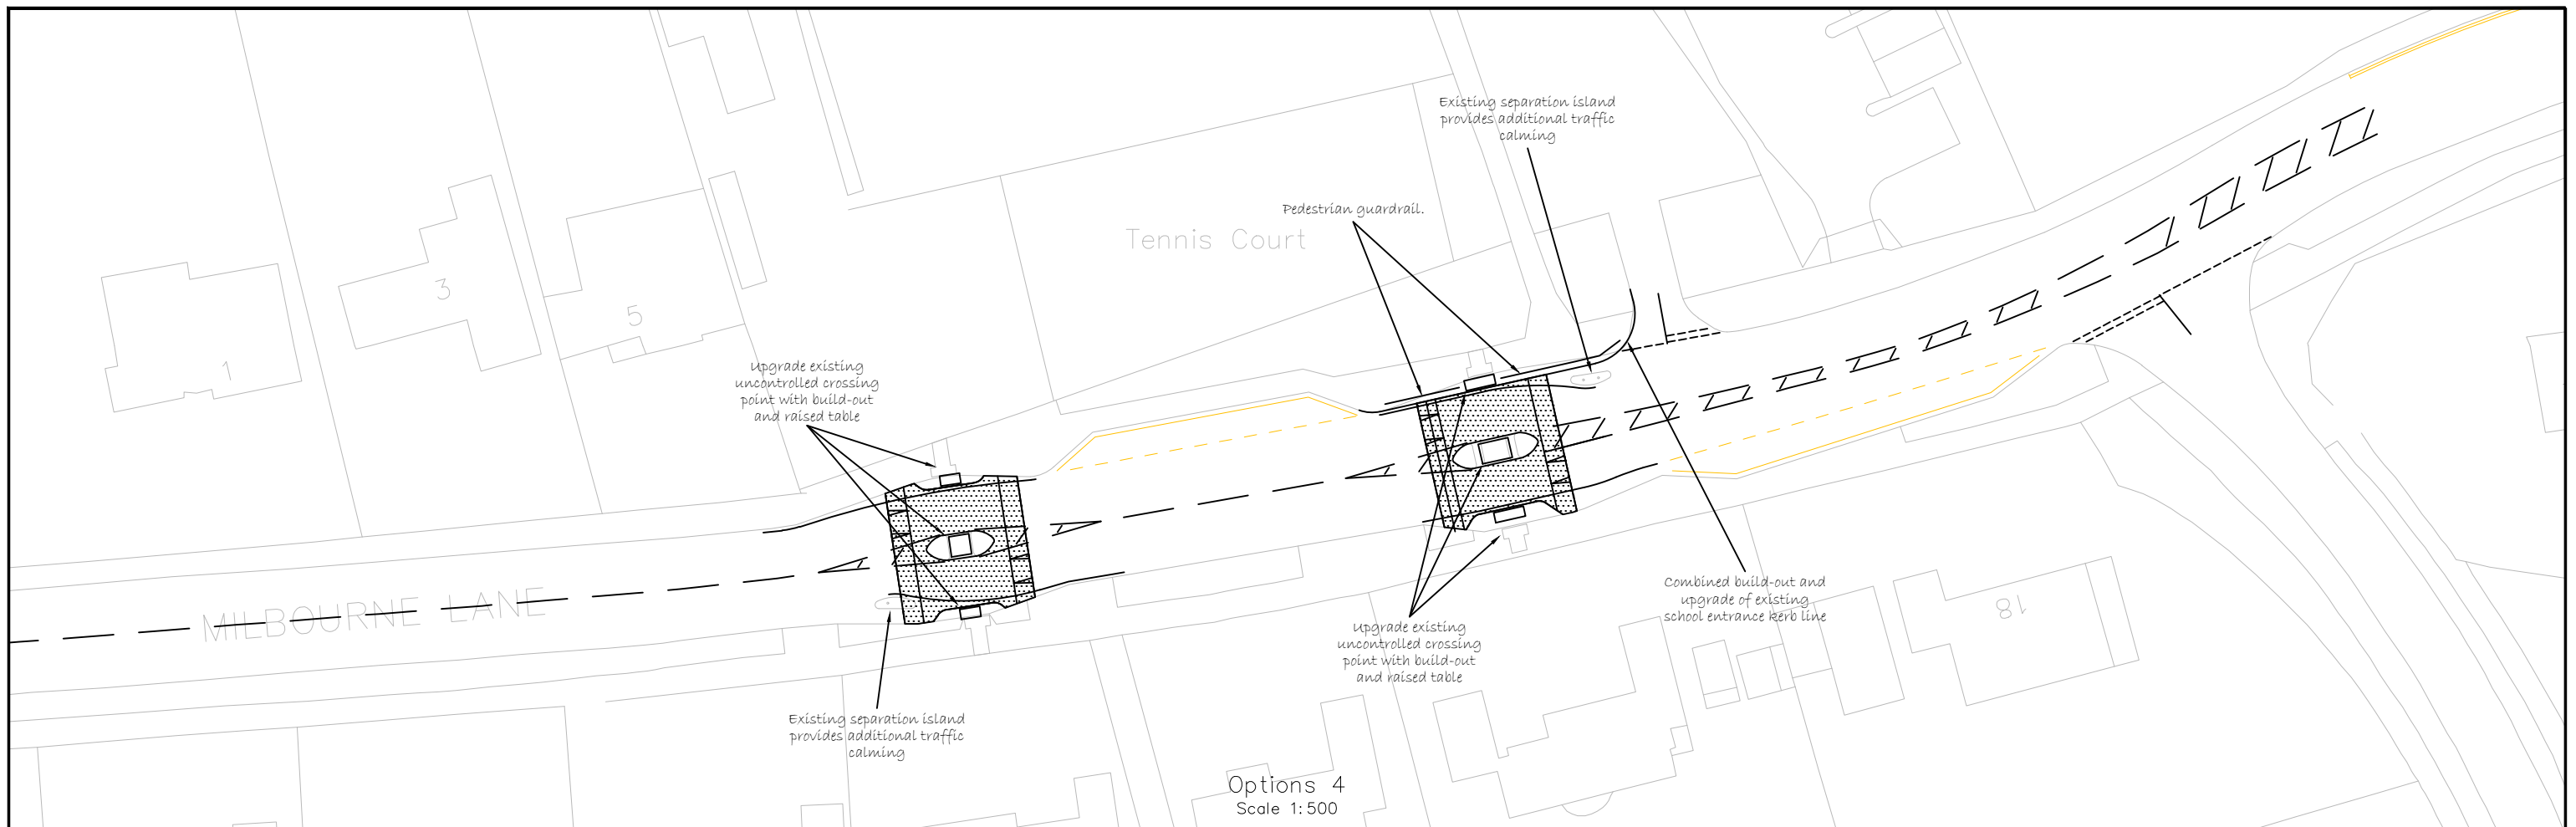 Existing separation island
provides additional traffic
calming
Pedestrian guardrail.
Tennis Court
3
5
1
Upgrade existing
uncontrolled crossing
point with build-out
and raised table
MILBOURNE LANE
Combined build-out and
upgrade of existing
school entrance kerb line
18
Upgrade existing
uncontrolled crossing
point with build-out
and raised table
Existing separation island
provides additional traffic
calming
Options 4
Scale 1:500